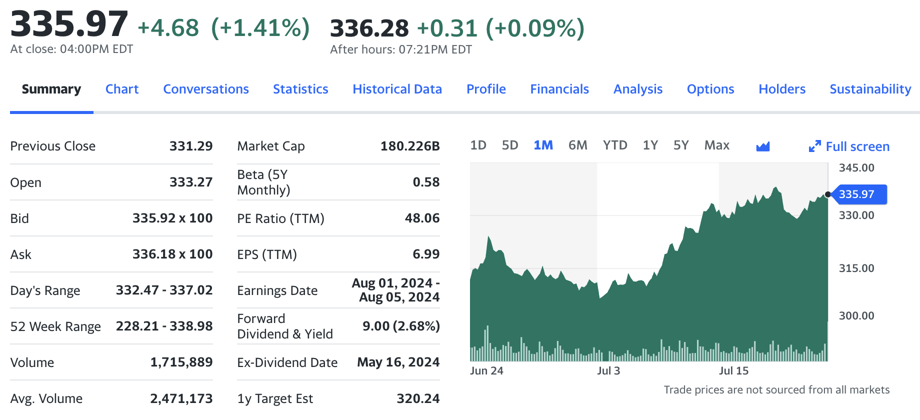 335.97 +4.68 (+1.41%) 336.28 +0.31 (+0.09%)
At close: 04:00PM EDT After hours: 07:21PM EDT
Summary Chart Conversations Statistics Historical Data Profile Financials Analysis Options Holders Sustainability
Previous Close 331.29
Open 333.27
Bid 335.92 x 100
Ask 336.18 x 100
Day's Range 332.47 - 337.02
52 Week Range 228.21 - 338.98
Volume 1,715,889
Avg. Volume 2,471,173
Market Cap 180.226B
Beta (5Y
Monthly) 0.58
PE Ratio (TTM) 48.06
EPS (TTM) 6.99
Earnings Date Aug 01, 2024 -
Aug 05, 2024
Forward
Dividend & Yield 9.00 (2.68%)
Ex-Dividend Date May 16, 2024
1y Target Est 320.24
1D 5D 1M 6M YTD 1Y 5Y Max Full screen
345.00
335.97
330.00
315.00
300.00
Jun 24 Jul 3 Jul 15
Trade prices are not sourced from all markets